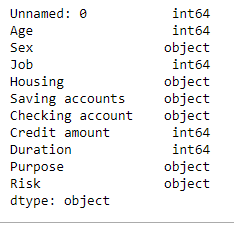 Unnamed: 0 int64
Age int64
Sex object
Job int64
Housing object
Saving accounts object
Checking account object
Credit amount int64
Duration int64
Purpose object
Risk object
dtype: object